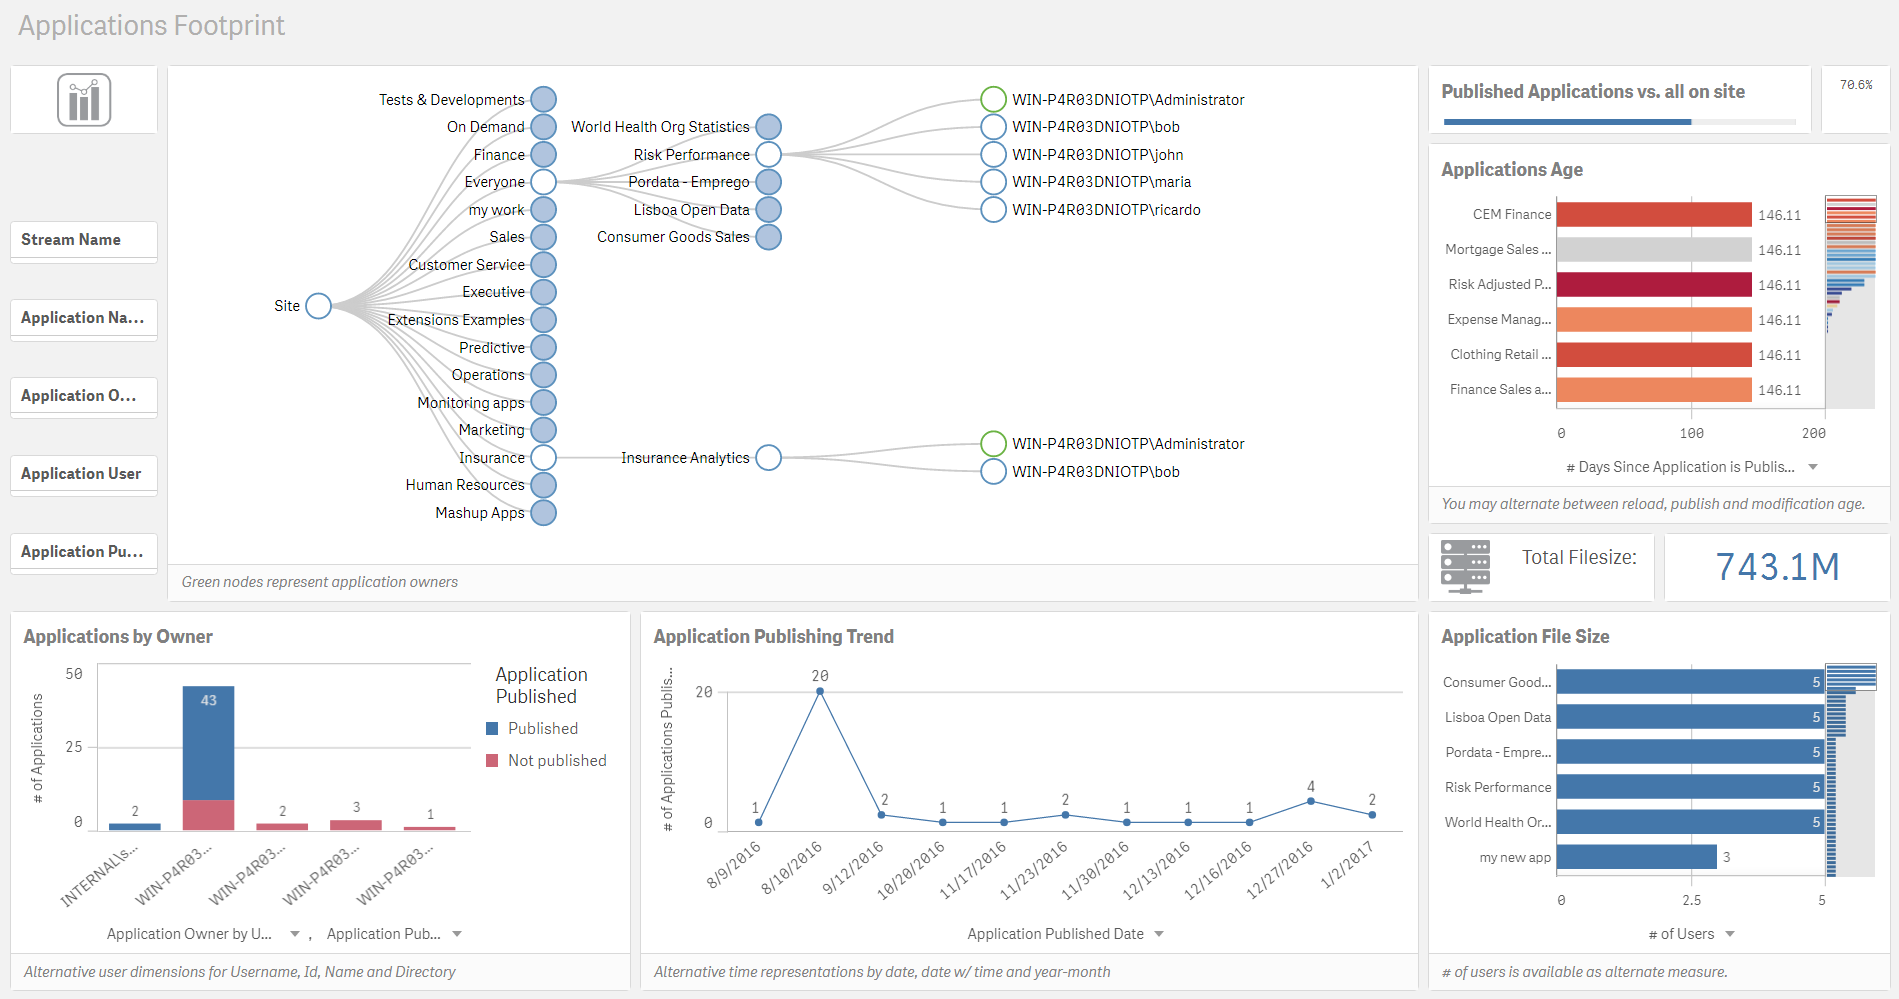 Applications Footprint
Stream Name
Application Na...
Application O...
Application User
Application Pu...
Site
Tests & Developments
On Demand
Finance
Everyone
my work
Sales
Customer Service
Executive
Extensions Examples
Predictive
Operations
Monitoring apps
Marketing
Insurance
Human Resources
Mashup Apps
World Health Org Statistics
Risk Performance
Pordata - Emprego
Lisboa Open Data
Consumer Goods Sales
Insurance Analytics
WIN-P4R03DNIOTP\Administrator
WIN-P4R03DNIOTP\bob
WIN-P4R03DNIOTP\john
WIN-P4R03DNIOTP\maria
WIN-P4R03DNIOTP\ricardo
WIN-P4R03DNIOTP\Administrator
WIN-P4R03DNIOTP\bob
Green nodes represent application owners
Published Applications vs. all on site
70.6%
Applications Age
CEM Finance 146.11
Mortgage Sales ... 146.11
Risk Adjusted P... 146.11
Expense Manag... 146.11
Clothing Retail ... 146.11
Finance Sales a... 146.11
0 100 200
# Days Since Application is Publis...
You may alternate between reload, publish and modification age.
Total Filesize:
743.1M
Applications by Owner
# of Applications
50
25
0
2
43
2
3
1
INTERNAL\s...
WIN-P4R03...
WIN-P4R03...
WIN-P4R03...
WIN-P4R03...
Application
Published
Published
Not published
Application Owner by U... , Application Pub...
Alternative user dimensions for Username, Id, Name and Directory
Application Publishing Trend
# of Applications Publis...
20
0
1 20 2 1 1 2 1 1 1 4 2
8/9/2016
8/10/2016
9/12/2016
10/20/2016
11/17/2016
11/23/2016
11/30/2016
12/13/2016
12/16/2016
12/27/2016
1/2/2017
Application Published Date
Alternative time representations by date, date w/ time and year-month
Application File Size
Consumer Good... 5
Lisboa Open Data 5
Pordata - Empre... 5
Risk Performance 5
World Health Or... 5
my new app 3
0 2.5 5
# of Users
# of users is available as alternate measure.